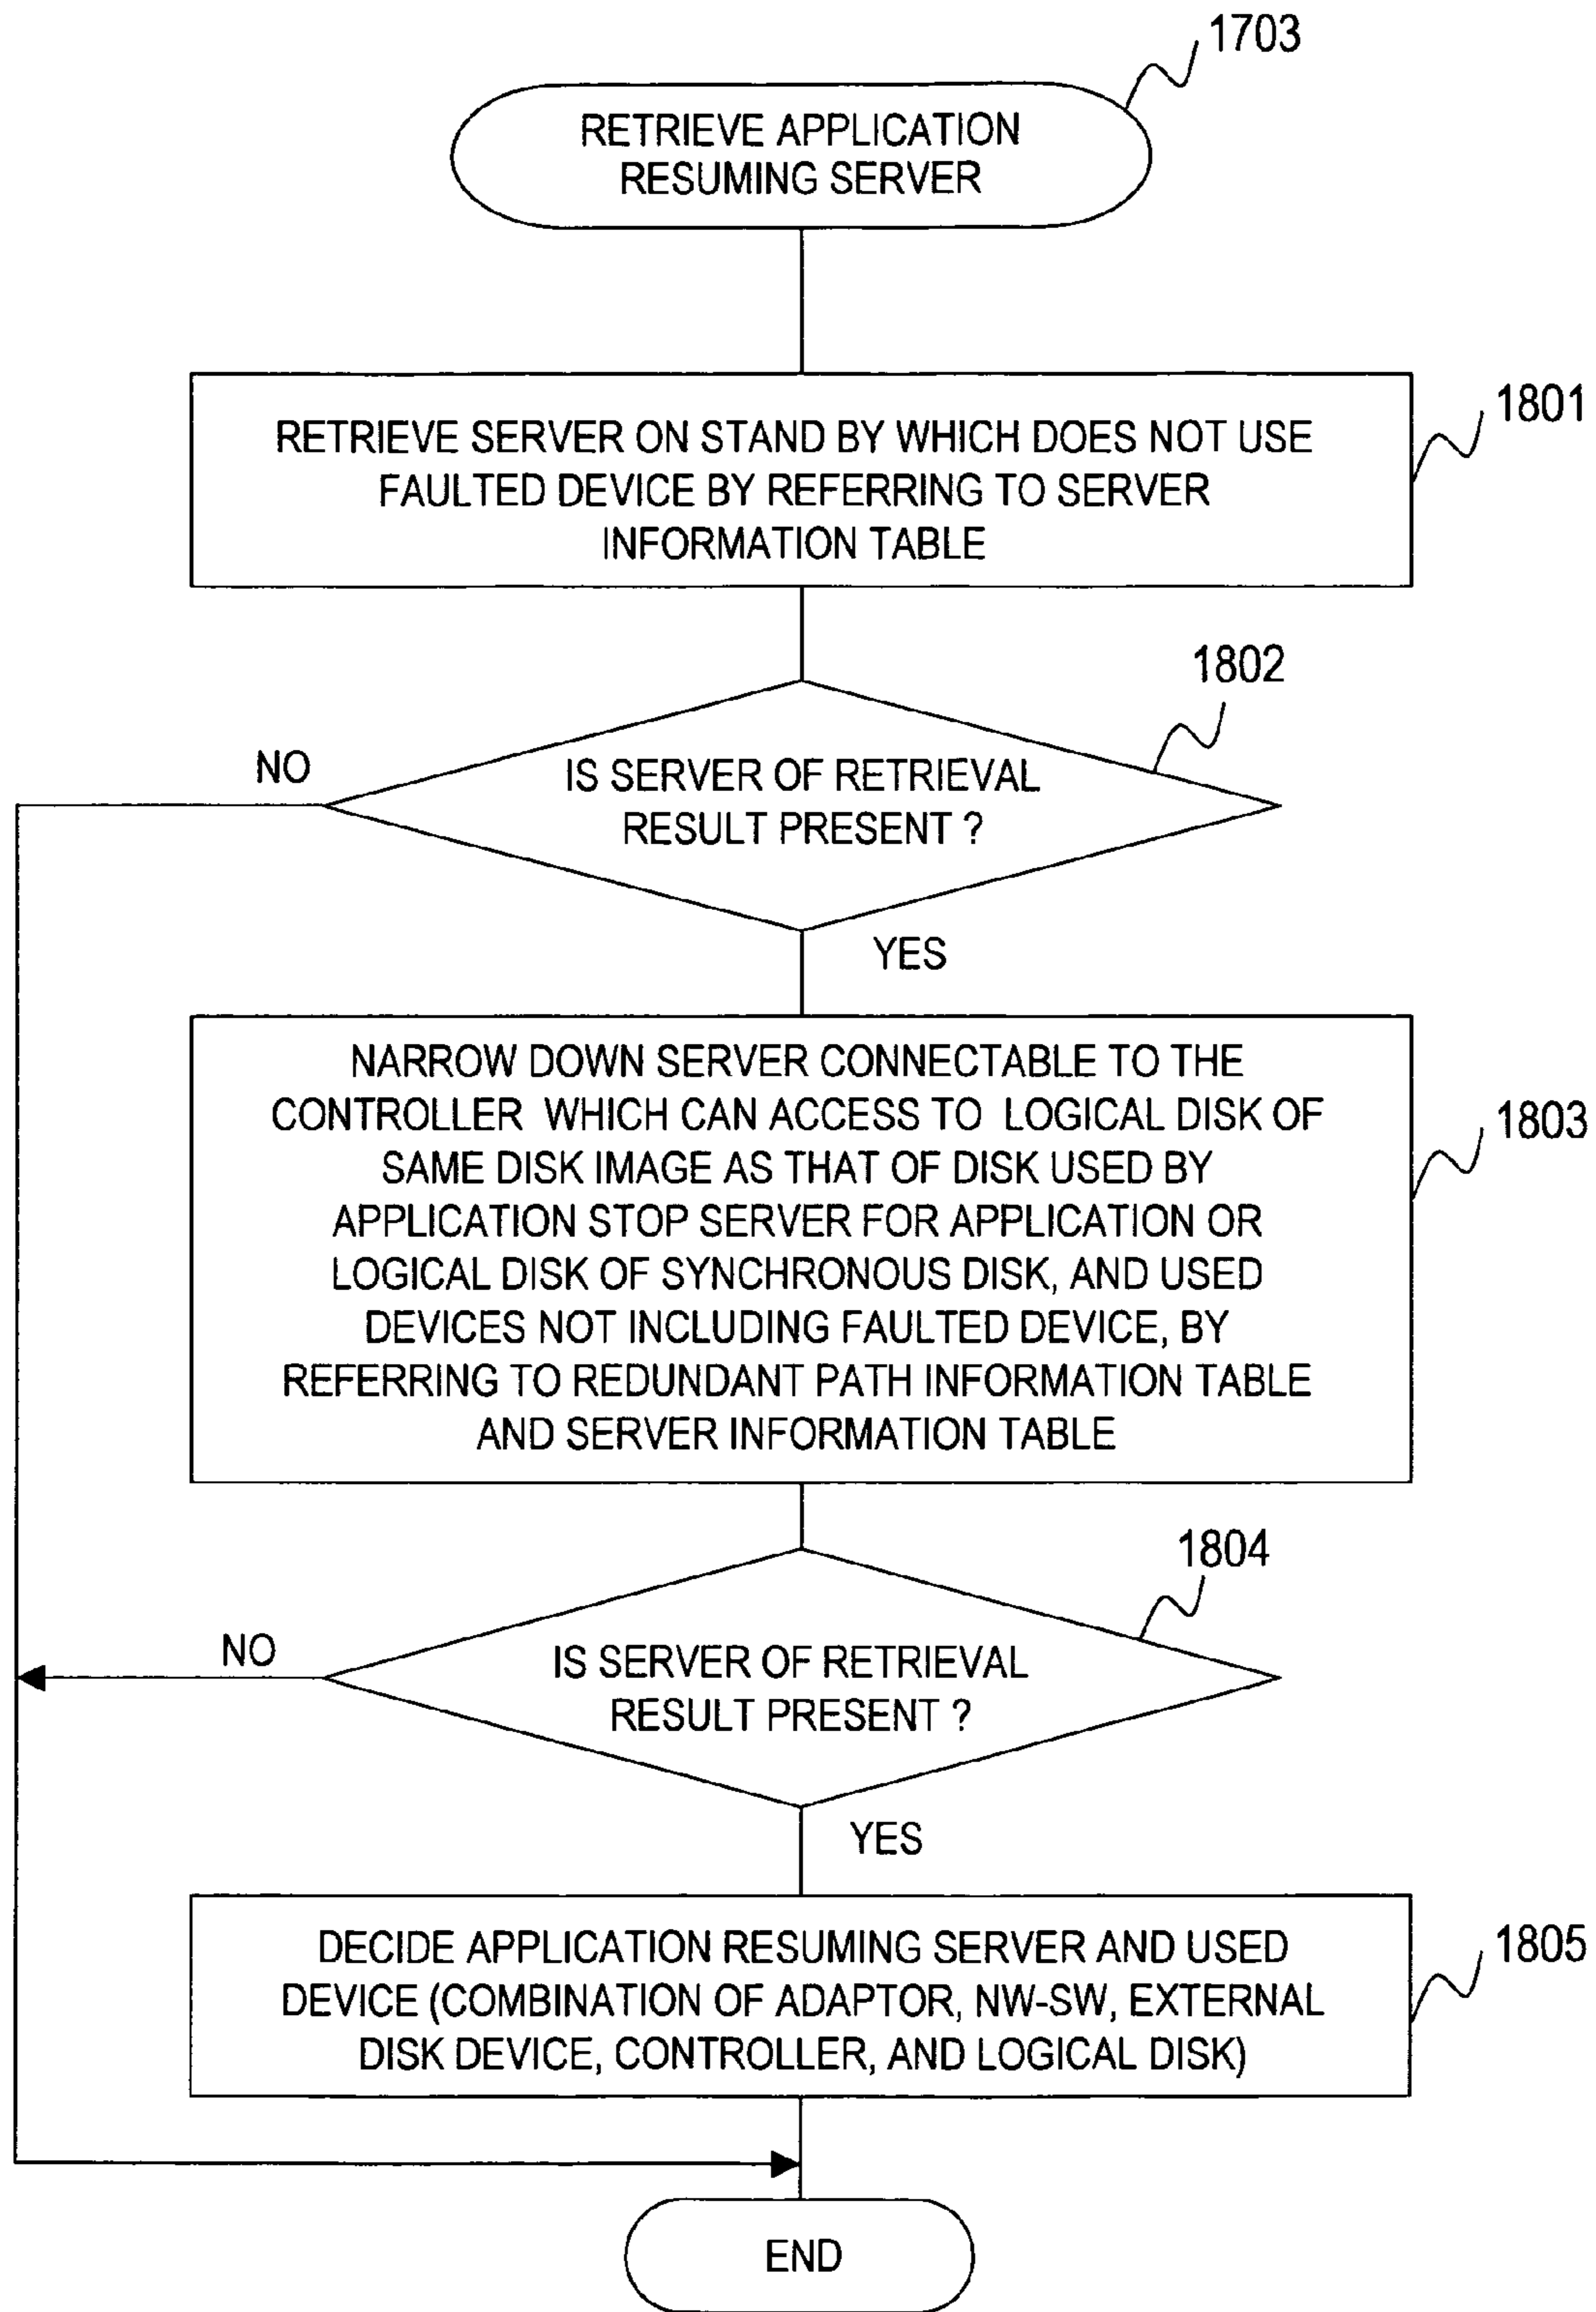 1703
RETRIEVE APPLICATION
RESUMING SERVER
1801
RETRIEVE SERVER ON STAND BY WHICH DOES NOT USE
FAULTED DEVICE BY REFERRING TO SERVER
INFORMATION TABLE
1802
NO
IS SERVER OF RETRIEVAL
RESULT PRESENT ?
YES
1803
NARROW DOWN SERVER CONNECTABLE TO THE
CONTROLLER WHICH CAN ACCESS TO LOGICAL DISK OF
SAME DISK IMAGE AS THAT OF DISK USED BY
APPLICATION STOP SERVER FOR APPLICATION OR
LOGICAL DISK OF SYNCHRONOUS DISK, AND USED
DEVICES NOT INCLUDING FAULTED DEVICE, BY
REFERRING TO REDUNDANT PATH INFORMATION TABLE
AND SERVER INFORMATION TABLE
1804
NO
IS SERVER OF RETRIEVAL
RESULT PRESENT ?
YES
1805
DECIDE APPLICATION RESUMING SERVER AND USED
DEVICE (COMBINATION OF ADAPTOR, NW-SW, EXTERNAL
DISK DEVICE, CONTROLLER, AND LOGICAL DISK)
END